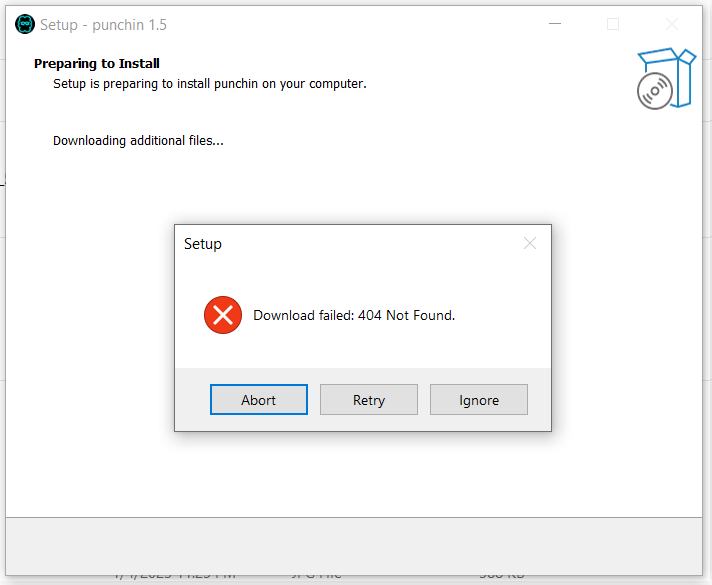 Setup - punchin 1.5
Preparing to Install
Setup is preparing to install punchin on your computer.
Downloading additional files...
Setup
Download failed: 404 Not Found.
Abort
Retry
Ignore